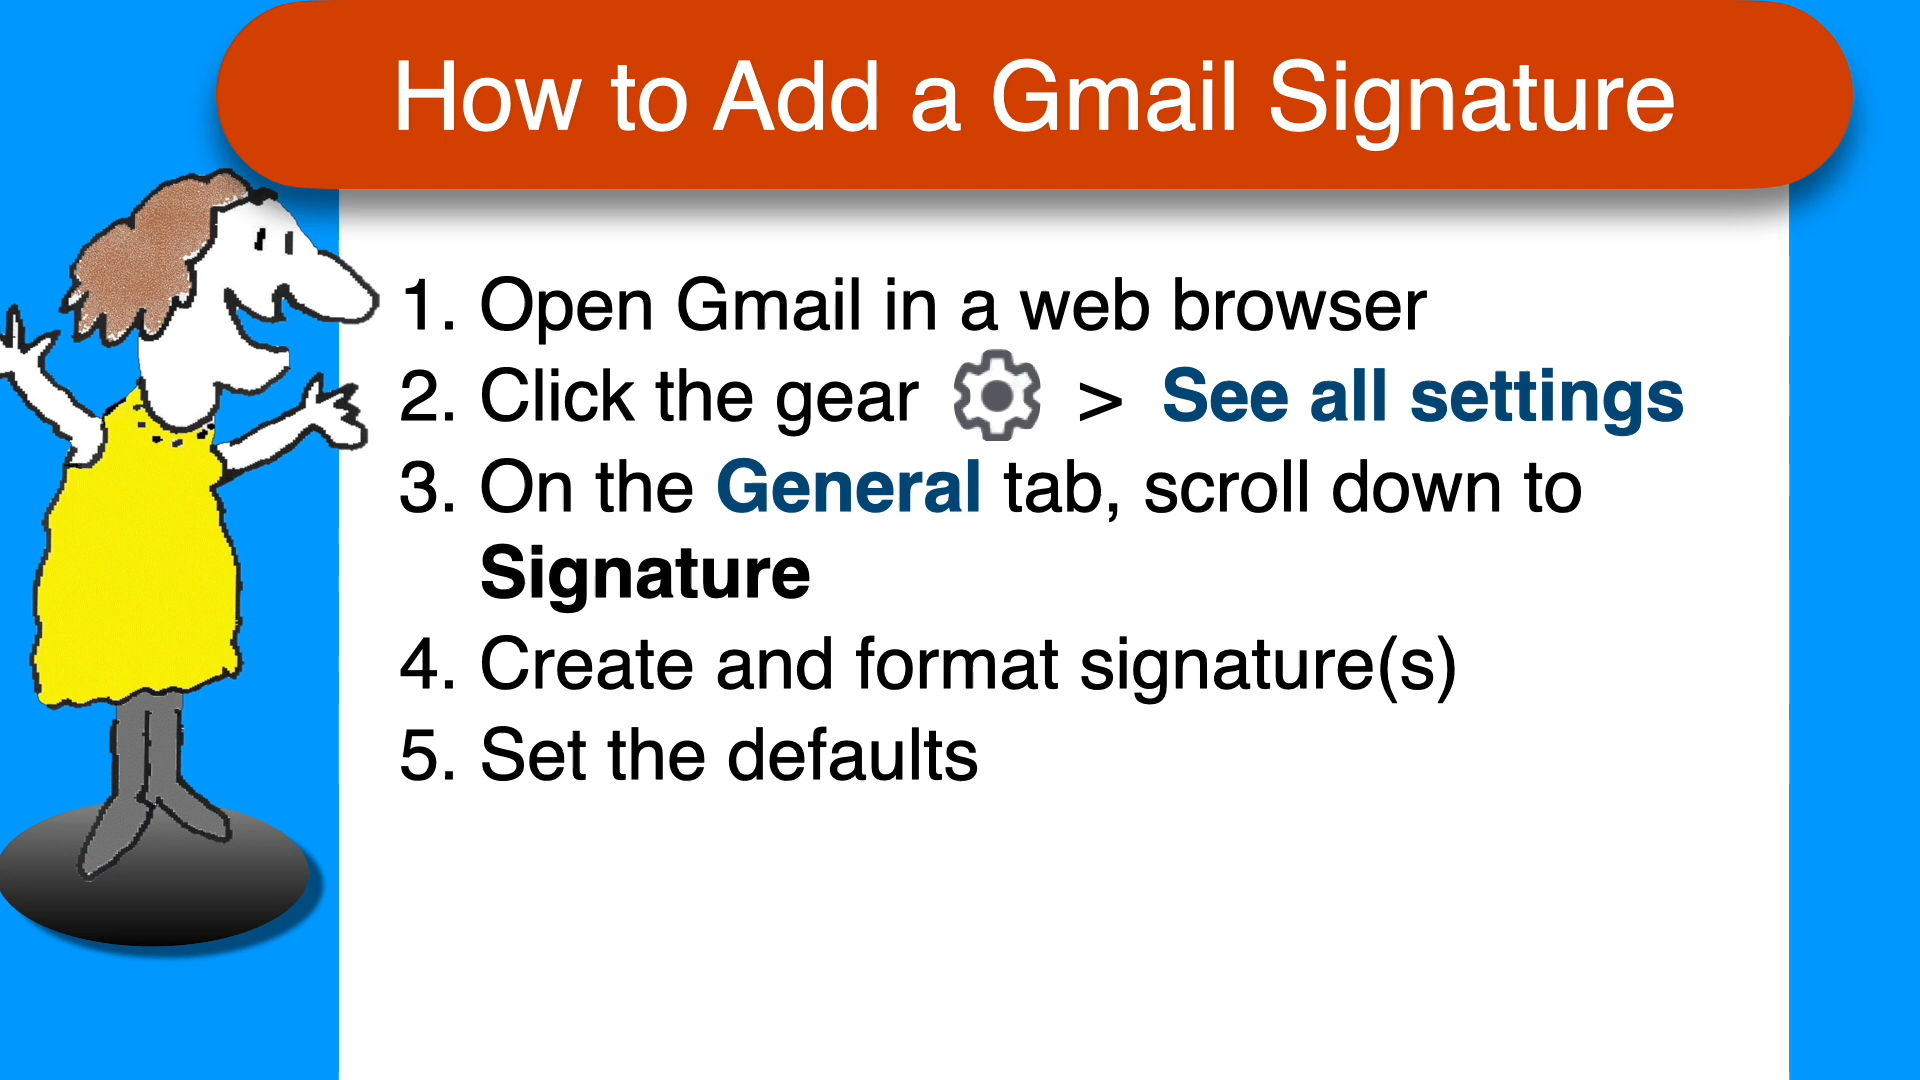 How to Add a Gmail Signature
1. Open Gmail in a web browser
2. Click the gear > See all settings
3. On the General tab, scroll down to
Signature
4. Create and format signature(s)
5. Set the defaults